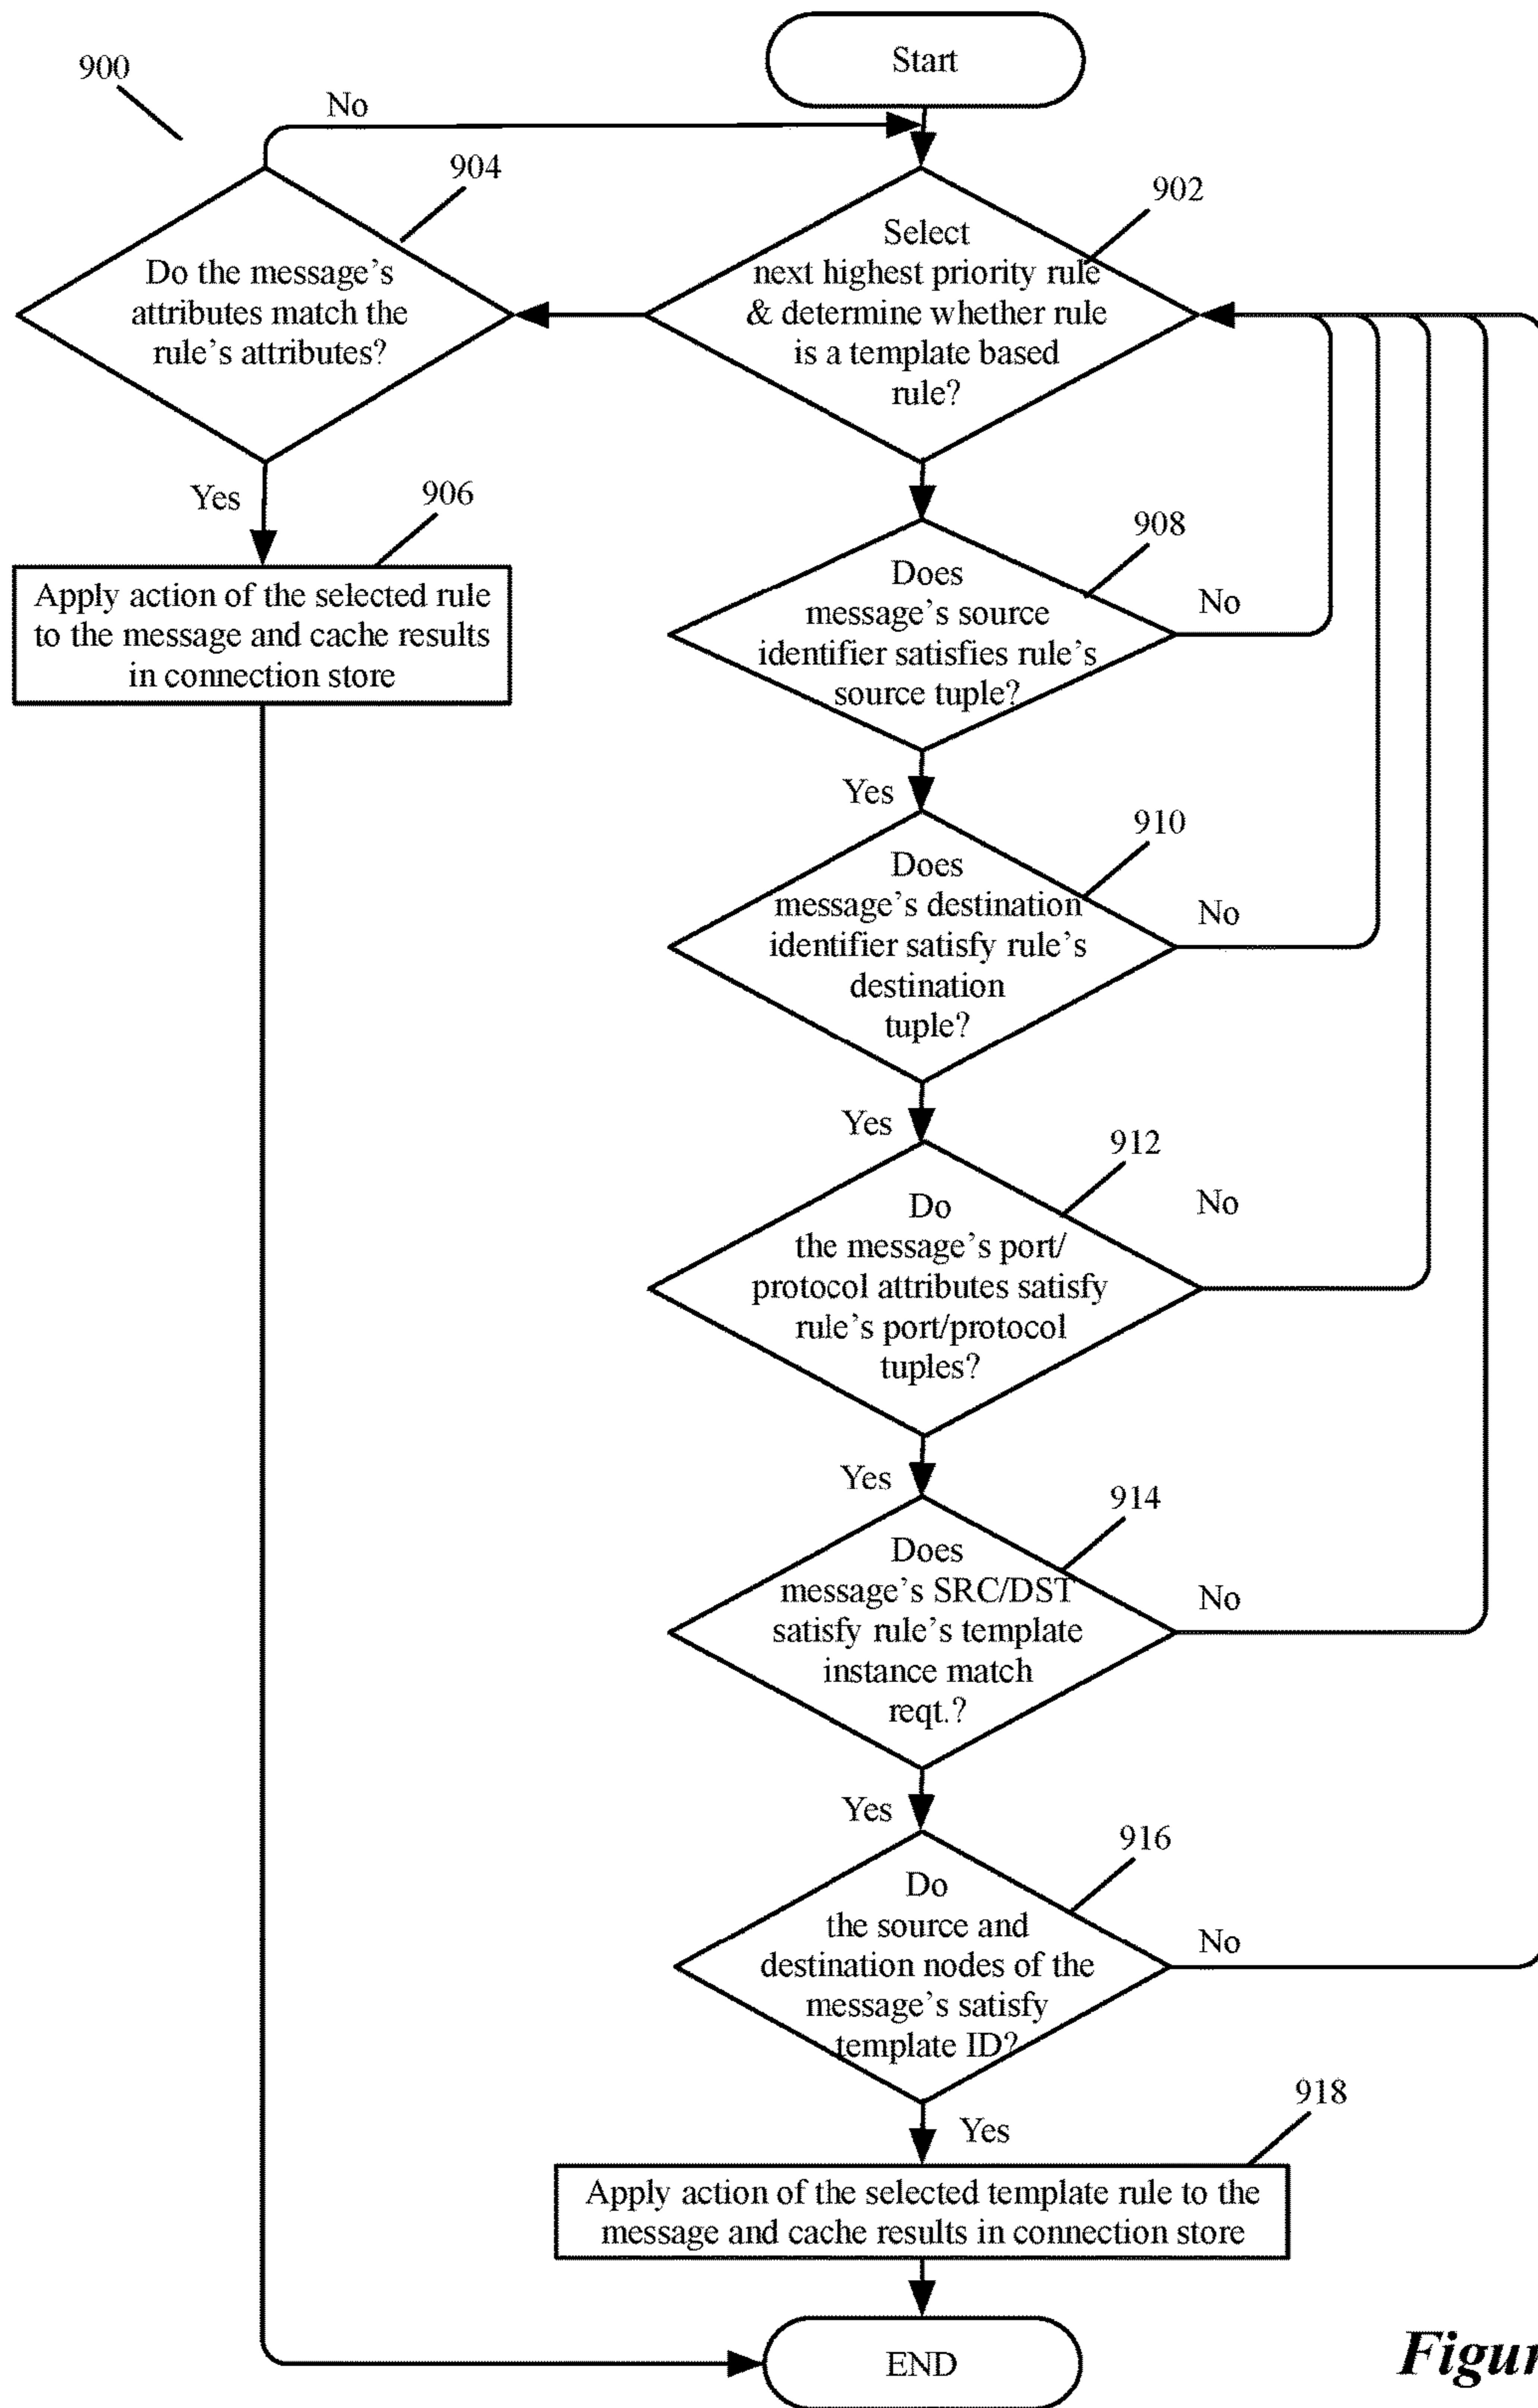 Start
900
No
904
902
Select
next highest priority rule
& determine whether rule
is a template based
rule?
Do the message's
attributes match the
rule's attributes?
Yes
906
Apply action of the selected rule
to the message and cache results
in connection store
908
Does
message's source
identifier satisfies rule's
source tuple?
No
Yes
910
Does
message's destination
identifier satisfy rule's
destination
tuple?
No
Yes
912
Do
the message's port/
protocol attributes satisfy
rule's port/protocol
tuples?
No
Yes
914
Does
message's SRC/DST
satisfy rule's template
instance match
reqt.?
No
Yes
916
Do
the source and
destination nodes of the
message's satisfy
template ID?
No
Yes
918
Apply action of the selected template rule to the
message and cache results in connection store
END